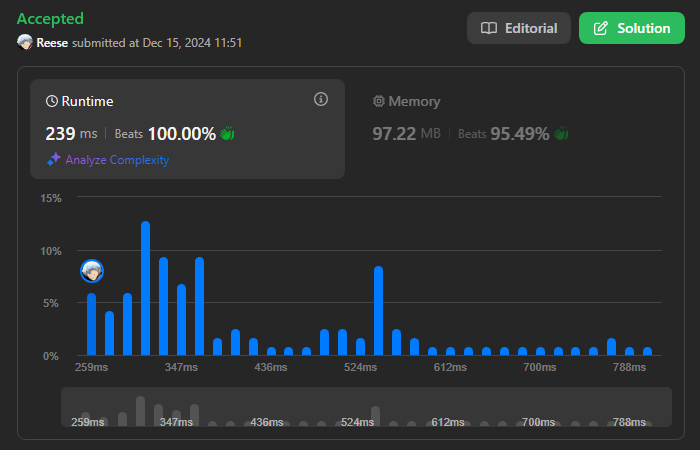 Accepted
Editorial
Solution
Reese submitted at Dec 15, 2024 11:51
Runtime
239 ms | Beats 100.00%
Analyze Complexity
Memory
97.22 MB | Beats 95.49%
15%
10%
5%
0%
259ms 347ms 436ms 524ms 612ms 700ms 788ms
259ms 347ms 436ms 524ms 612ms 700ms 788ms